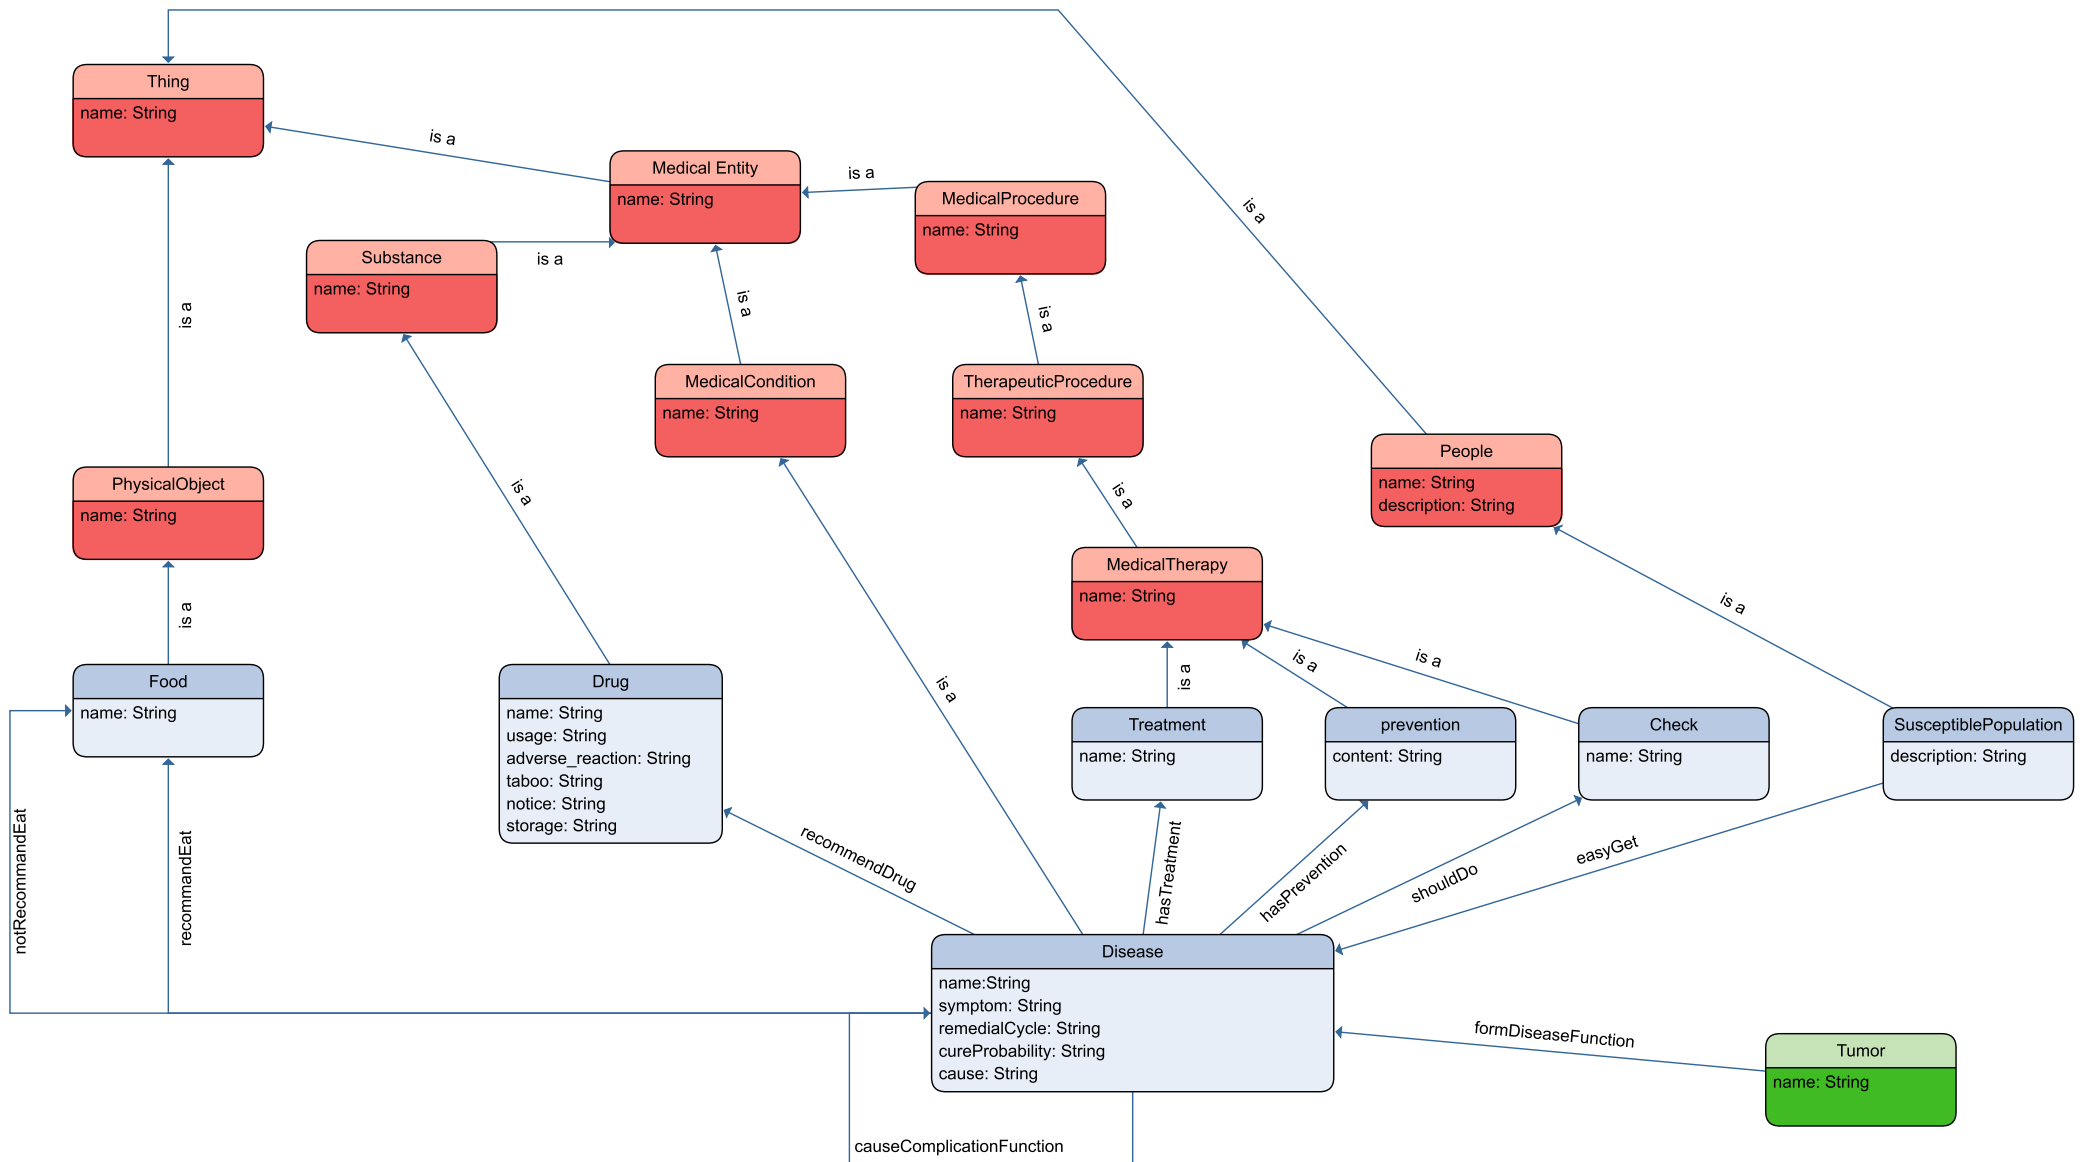 Thing
name: String
is a
Medical Entity
name: String
is a
MedicalProcedure
name: String
is a
Substance
name: String
is a
is a
is a
is a
MedicalCondition
name: String
TherapeuticProcedure
name: String
People
name: String
description: String
PhysicalObject
name: String
is a
is a
MedicalTherapy
name: String
is a
is a
is a
is a
is a
is a
Food
name: String
Drug
name: String
usage: String
adverse_reaction: String
taboo: String
notice: String
storage: String
Treatment
name: String
prevention
content: String
Check
name: String
SusceptiblePopulation
description: String
notRecommandEat
recommandEat
recommendDrug
hasTreatment
hasPrevention
shouldDo
easyGet
Disease
name:String
symptom: String
remedialCycle: String
cureProbability: String
cause: String
formDiseaseFunction
Tumor
name: String
causeComplicationFunction